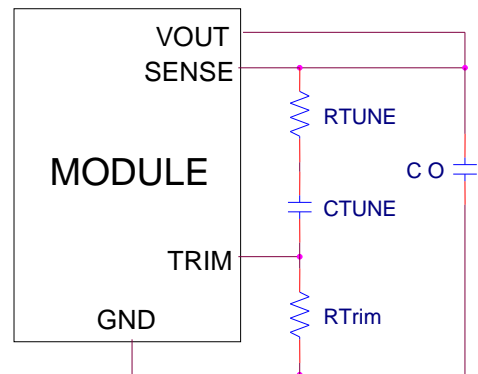 VOUT
SENSE
RTUNE
MODULE
C O
CTUNE
TRIM
GND
RTrim